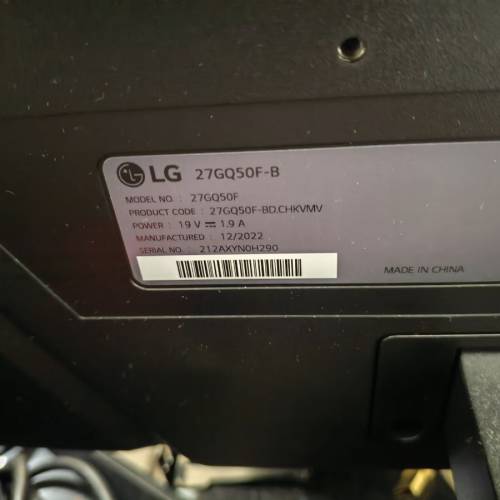 LG 27GQ50F-B
MODEL NO. : 27GQ50F
PRODUCT CODE : 27GQ50F-BD.CHKVMV
POWER : 19 V ⎓ 1.9 A
MANUFACTURED : 12/2022
SERIAL NO. : 212AXYN0H290
MADE IN CHINA